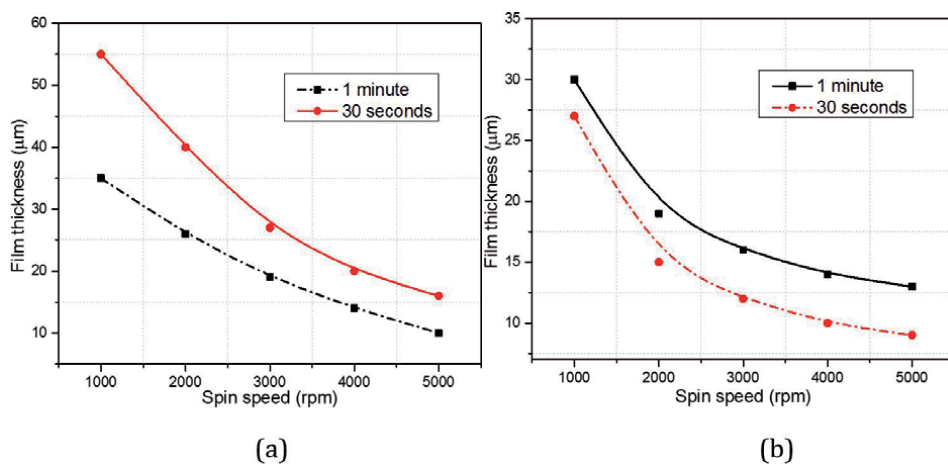 60
50
40
30
20
10
Film thickness (µm)
1 minute
30 seconds
1000 2000 3000 4000 5000
Spin speed (rpm)
(a)
35
30
25
20
15
10
Film thickness (µm)
1 minute
30 seconds
1000 2000 3000 4000 5000
Spin speed (rpm)
(b)